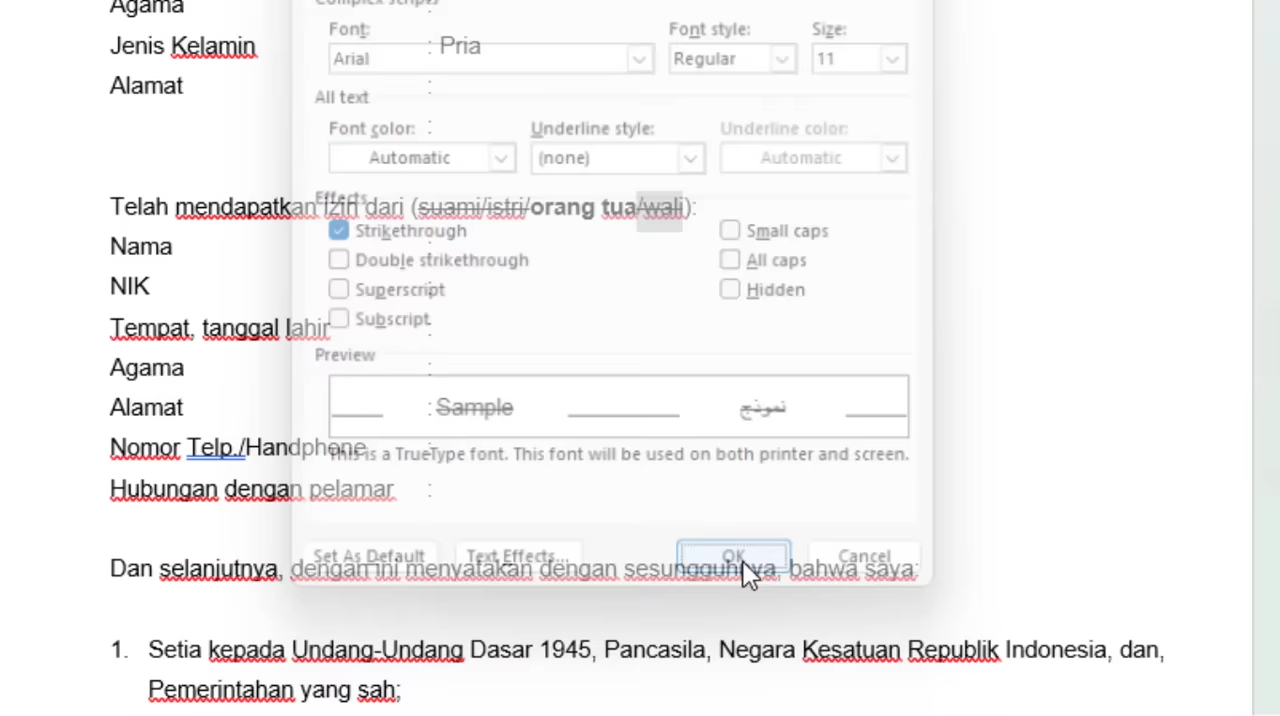 Agama
Complex scripts
Font: Font style: Size:
Jenis Kelamin : Pria
Arial Regular 11
Alamat :
All text
Font color: : Underline style: Underline color:
Automatic (none) Automatic
Effects
Telah mendapatkan izin dari (suami/istri/orang tua/wali):
Strikethrough Small caps
Nama :
Double strikethrough All caps
NIK
Superscript Hidden
Subscript
Tempat, tanggal lahir :
Preview
Agama :
Alamat : Sample نموذج
Nomor Telp./Handphone :
This is a TrueType font. This font will be used on both printer and screen.
Hubungan dengan pelamar :
Set As Default Text Effects... OK Cancel
Dan selanjutnya, dengan ini menyatakan dengan sesungguhnya, bahwa saya:
1. Setia kepada Undang-Undang Dasar 1945, Pancasila, Negara Kesatuan Republik Indonesia, dan,
Pemerintahan yang sah;